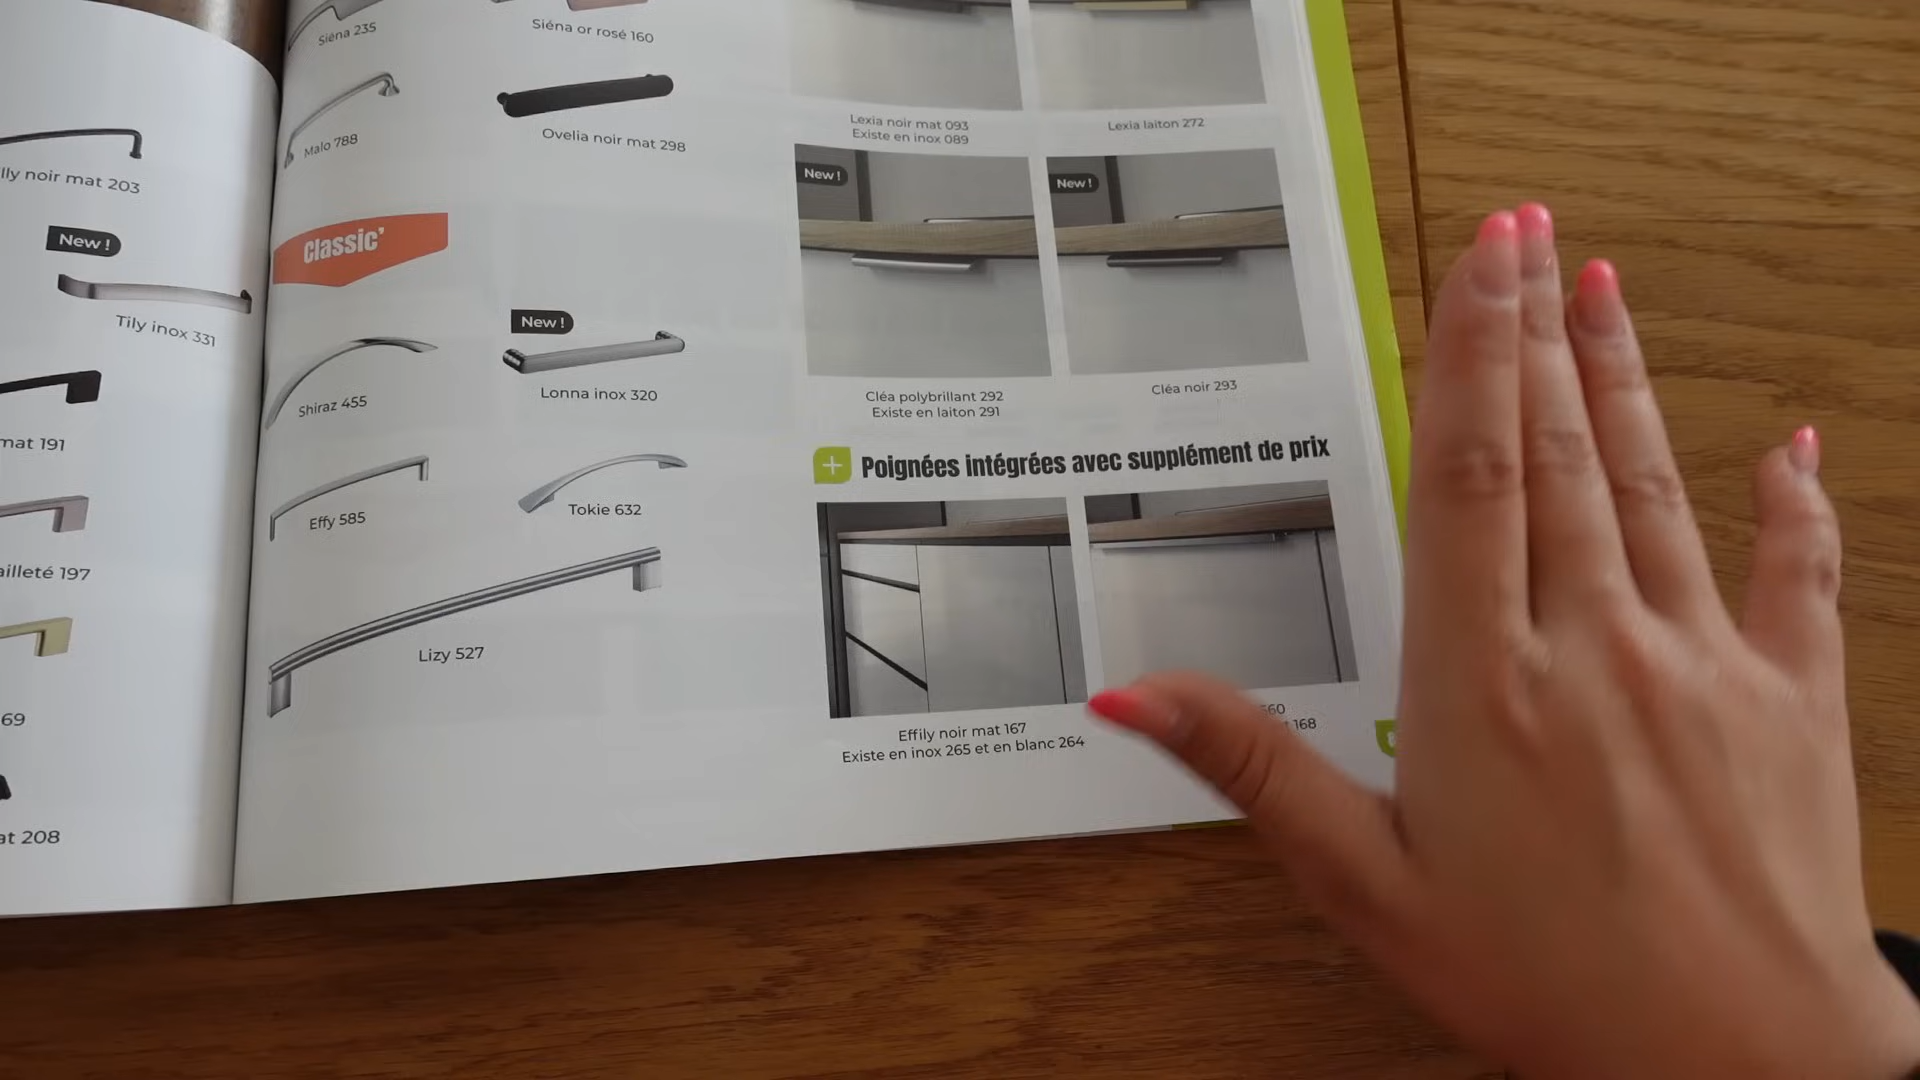 lly noir mat 203
New !
Tily inox 331
mat 191
ailleté 197
69
at 208
Siéna 235
Siéna or rosé 160
Malo 788
Ovelia noir mat 298
Classic'
Shiraz 455
New !
Lonna inox 320
Effy 585
Tokie 632
Lizy 527
Lexia noir mat 093
Existe en inox 089
Lexia laiton 272
New !
New !
Cléa polybrillant 292
Existe en laiton 291
Cléa noir 293
+ Poignées intégrées avec supplément de prix
Effily noir mat 167
Existe en inox 265 et en blanc 264
560
t 168